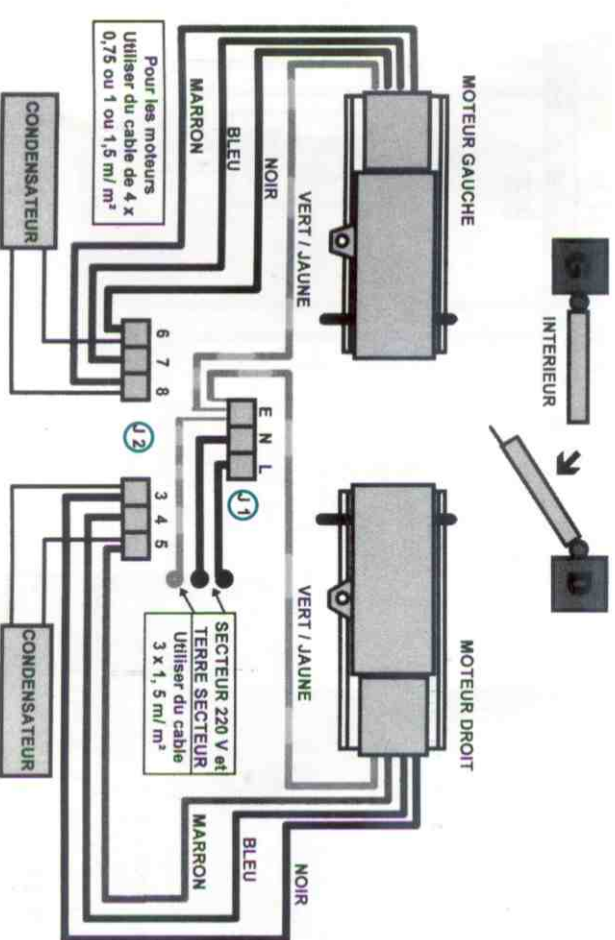 G
D
INTERIEUR
MOTEUR GAUCHE
MOTEUR DROIT
VERT / JAUNE
VERT / JAUNE
NOIR
BLEU
MARRON
NOIR
BLEU
MARRON
Pour les moteurs
Utiliser du cable de 4 x
0,75 ou 1 ou 1,5 m/ m²
E N L
J 1
SECTEUR 220 V et
TERRE SECTEUR
Utiliser du cable
3 x 1, 5 m/ m²
6 7 8
J 2
3 4 5
CONDENSATEUR
CONDENSATEUR